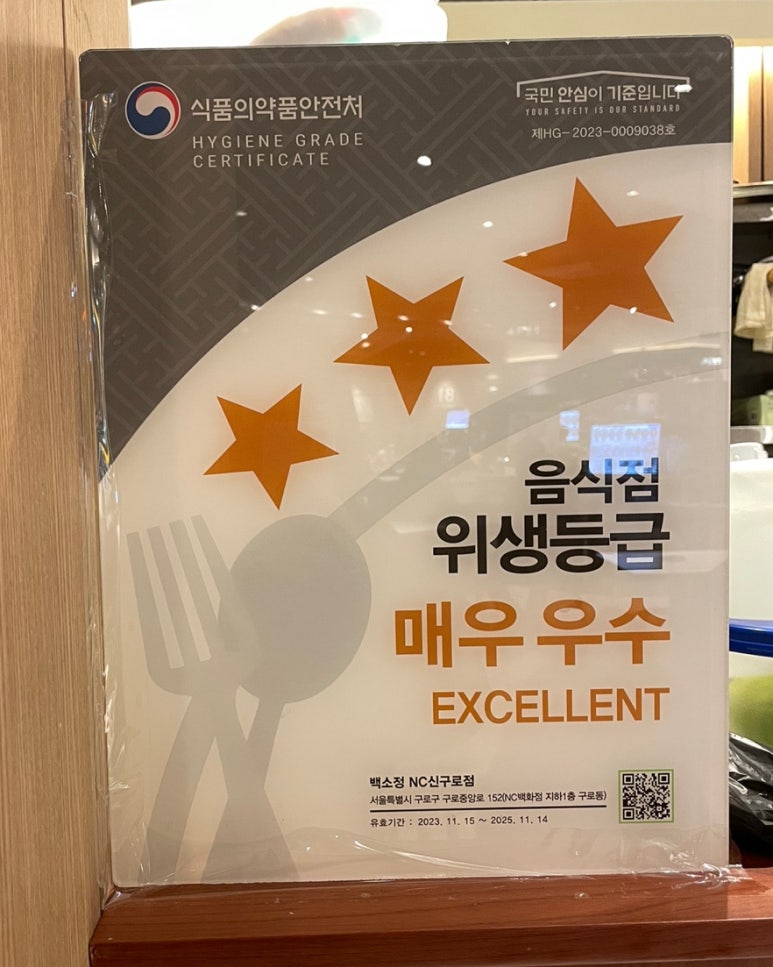 식품의약품안전처
HYGIENE GRADE
CERTIFICATE
국민 안심이 기준입니다
YOUR SAFETY IS OUR STANDARD
제HG-2023-0009038호
음식점
위생등급
매우 우수
EXCELLENT
백소정 NC신구로점
서울특별시 구로구 구로중앙로 152(NC백화점 지하1층 구로동)
유효기간 : 2023. 11. 15 ~ 2025. 11. 14